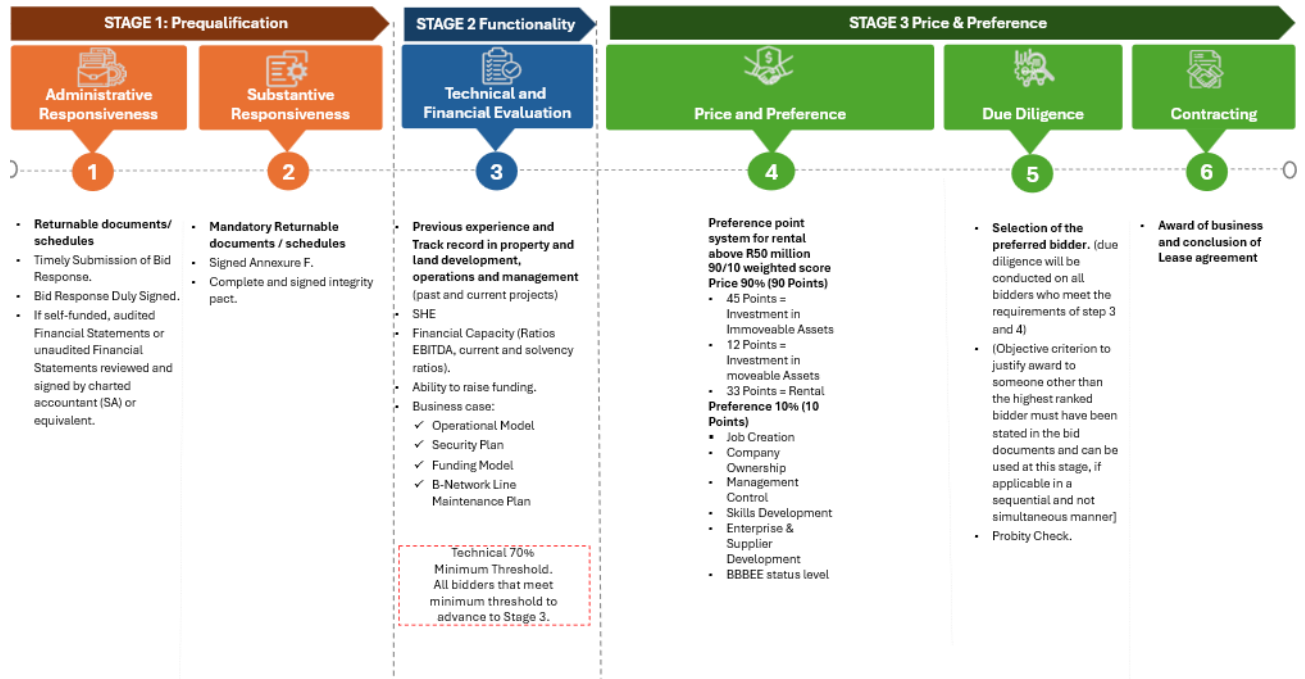 STAGE 1: Prequalification
STAGE 2 Functionality
STAGE 3 Price & Preference
Administrative
Responsiveness
Substantive
Responsiveness
Technical and
Financial Evaluation
Price and Preference
Due Diligence
Contracting
1
2
3
4
5
6
• Returnable documents/
schedules
• Timely Submission of Bid
Response.
• Bid Response Duly Signed.
• If self-funded, audited
Financial Statements or
unaudited Financial
Statements reviewed and
signed by charted
accountant (SA) or
equivalent.
• Mandatory Returnable
documents / schedules
• Signed Annexure F.
• Complete and signed integrity
pact.
• Previous experience and
Track record in property and
land development,
operations and management
(past and current projects)
• SHE
• Financial Capacity (Ratios
EBITDA, current and solvency
ratios).
• Ability to raise funding.
• Business case:
✓ Operational Model
✓ Security Plan
✓ Funding Model
✓ B-Network Line
Maintenance Plan
Technical 70%
Minimum Threshold.
All bidders that meet
minimum threshold to
advance to Stage 3.
Preference point
system for rental
above R50 million
90/10 weighted score
Price 90% (90 Points)
• 45 Points =
Investment in
Immoveable Assets
• 12 Points =
Investment in
moveable Assets
• 33 Points = Rental
Preference 10% (10
Points)
▪ Job Creation
• Company
Ownership
• Management
Control
• Skills Development
• Enterprise &
Supplier
Development
• BBBEE status level
• Selection of the
preferred bidder. (due
diligence will be
conducted on all
bidders who meet the
requirements of step 3
and 4)
• (Objective criterion to
justify award to
someone other than
the highest ranked
bidder must have been
stated in the bid
documents and can be
used at this stage, if
applicable in a
sequential and not
simultaneous manner]
• Probity Check.
• Award of business
and conclusion of
Lease agreement